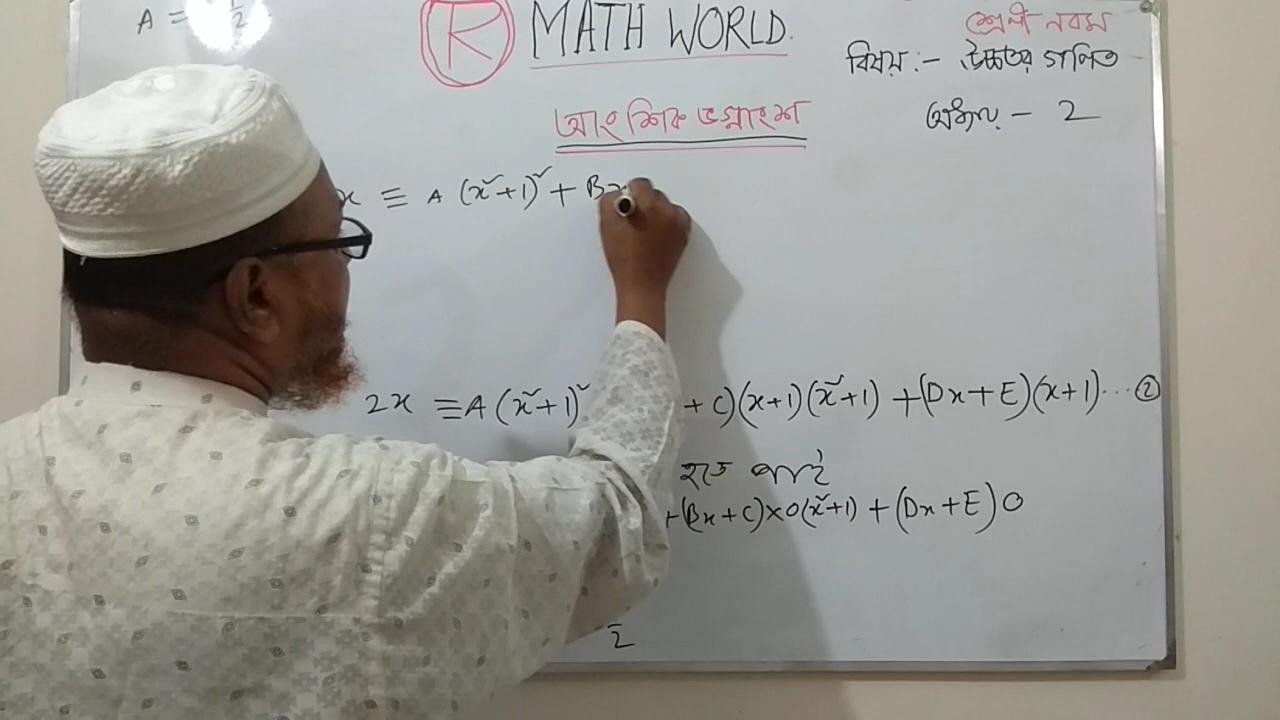 A = 1/2
R MATH WORLD.
শ্রেণী নবম
বিষয় :- উচ্চতর গণিত
আংশিক ভগ্নাংশ
অধ্যায় - 2
x ≡ A (x²+1)² + Bx
2x ≡ A (x²+1)² + C)(x+1)(x²+1) + (Dx+E)(x+1) ... ②
হতে পাই
+(Bx+C)×0(x²+1) + (Dx+E)0
2